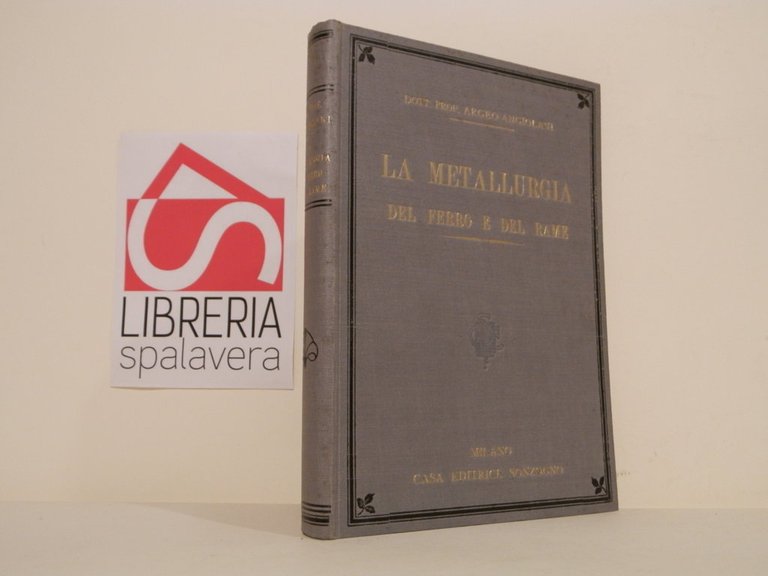 LIBRERIA
spalavera
DOTT. PROF. ARGEO ANGIOLANI
LA METALLURGIA
DEL FERRO E DEL RAME
MILANO
CASA EDITRICE SONZOGNO